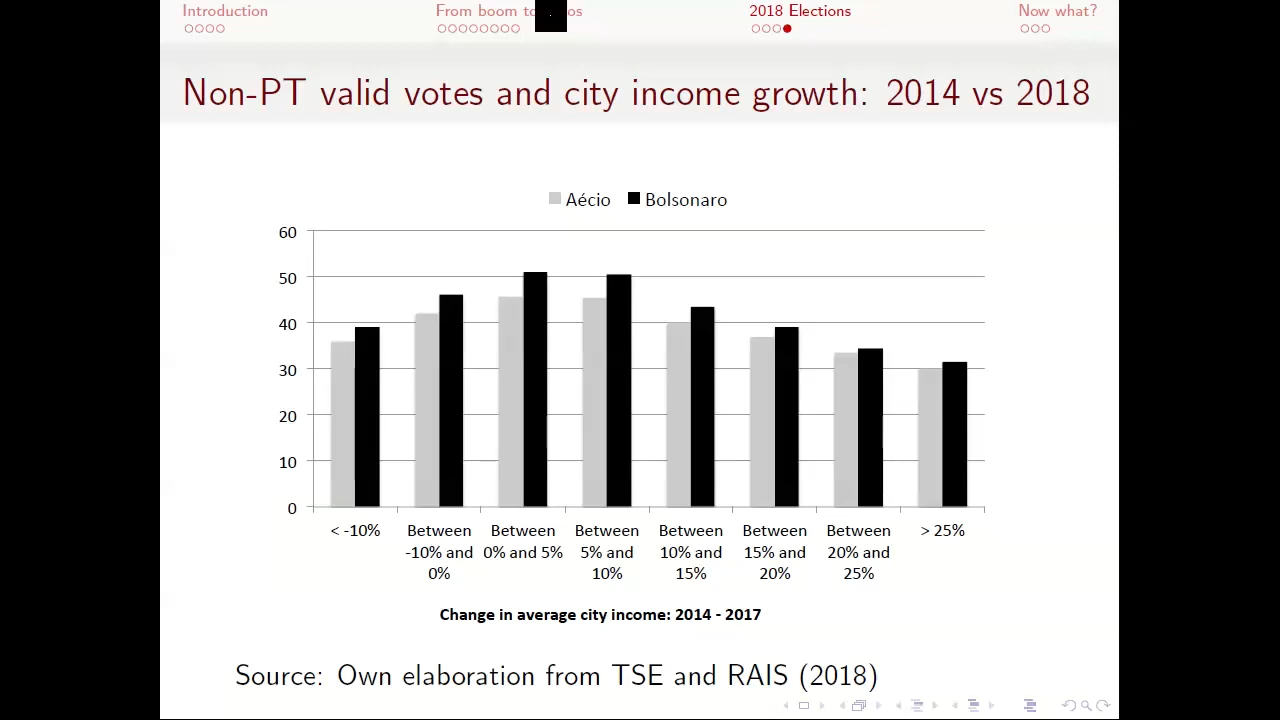 Introduction
From boom to
2018 Elections
Now what?
Non-PT valid votes and city income growth: 2014 vs 2018
Aécio
Bolsonaro
60
50
40
30
20
10
0
< -10%
Between
-10% and
0%
Between
0% and 5%
Between
5% and
10%
Between
10% and
15%
Between
15% and
20%
Between
20% and
25%
> 25%
Change in average city income: 2014 - 2017
Source: Own elaboration from TSE and RAIS (2018)